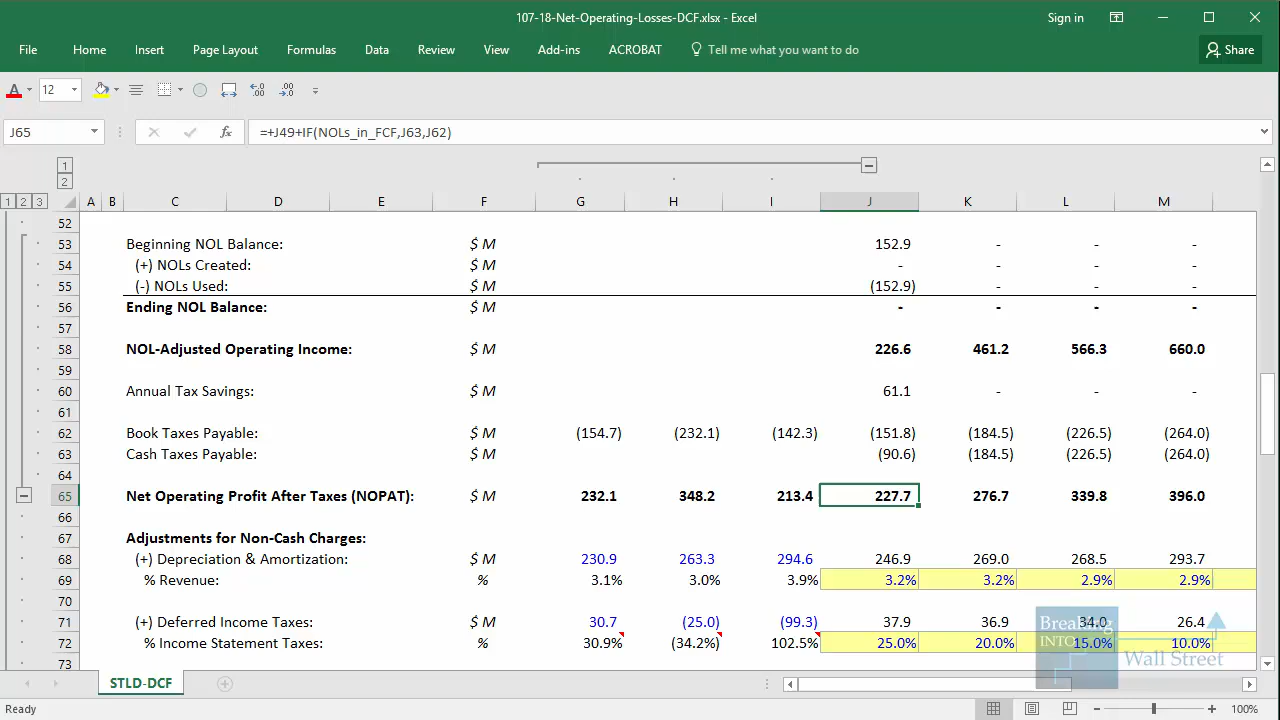 107-18-Net-Operating-Losses-DCF.xlsx - Excel
Sign in
File Home Insert Page Layout Formulas Data Review View Add-ins ACROBAT Tell me what you want to do Share
A 12 .00 .00
J65 fx =+J49+IF(NOLs_in_FCF,J63,J62)
1
2
1 2 3 A B C D E F G H I J K L M
52
53 Beginning NOL Balance: $ M 152.9 - - -
54 (+) NOLs Created: $ M - - - -
55 (-) NOLs Used: $ M (152.9) - - -
56 Ending NOL Balance: $ M - - - -
57
58 NOL-Adjusted Operating Income: $ M 226.6 461.2 566.3 660.0
59
60 Annual Tax Savings: $ M 61.1 - - -
61
62 Book Taxes Payable: $ M (154.7) (232.1) (142.3) (151.8) (184.5) (226.5) (264.0)
63 Cash Taxes Payable: $ M (90.6) (184.5) (226.5) (264.0)
64
65 Net Operating Profit After Taxes (NOPAT): $ M 232.1 348.2 213.4 227.7 276.7 339.8 396.0
66
67 Adjustments for Non-Cash Charges:
68 (+) Depreciation & Amortization: $ M 230.9 263.3 294.6 246.9 269.0 268.5 293.7
69 % Revenue: % 3.1% 3.0% 3.9% 3.2% 3.2% 2.9% 2.9%
70
71 (+) Deferred Income Taxes: $ M 30.7 (25.0) (99.3) 37.9 36.9 34.0 26.4
72 % Income Statement Taxes: % 30.9% (34.2%) 102.5% 25.0% 20.0% 15.0% 10.0%
73
Breaking
INTO
Wall Street
STLD-DCF
Ready 100%